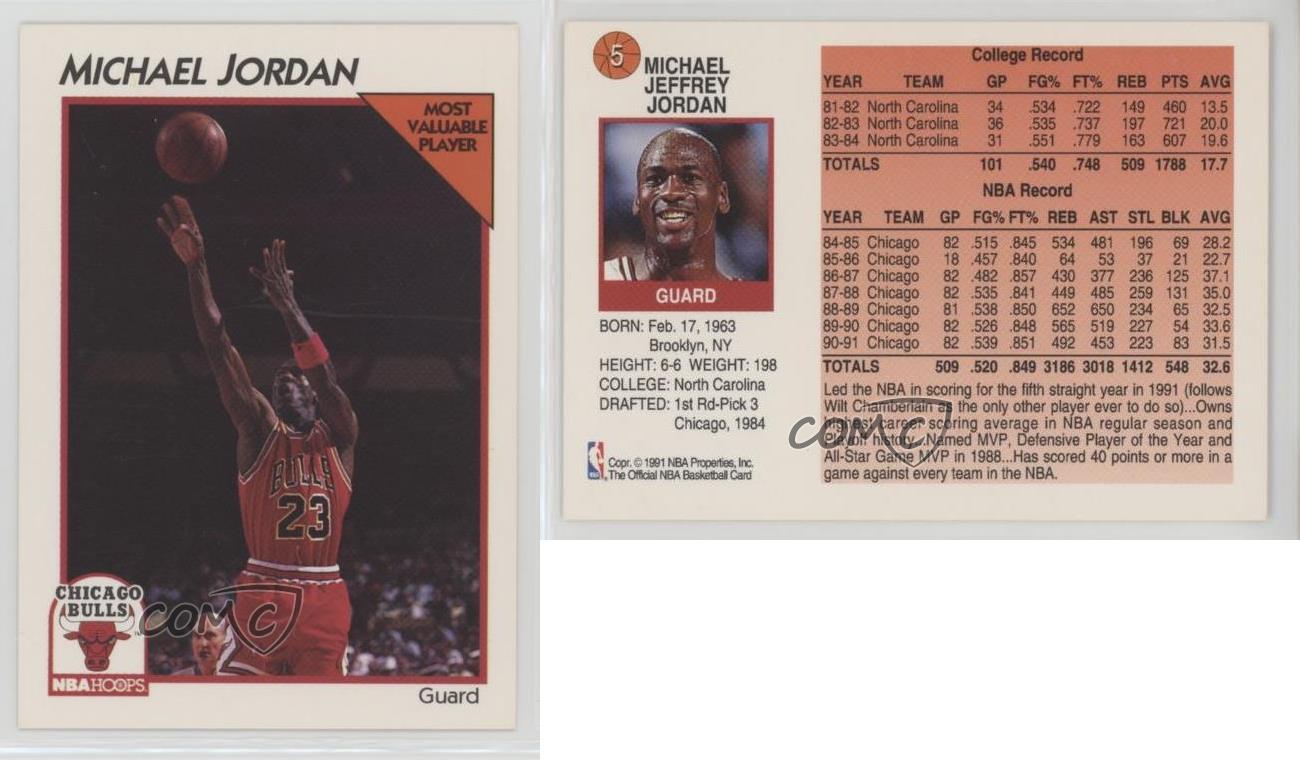 MICHAEL JORDAN
MOST
VALUABLE
PLAYER
BULLS
23
CHICAGO
BULLS
TM
NBA HOOPS
Guard
COMC
5
MICHAEL
JEFFREY
JORDAN
GUARD
BORN: Feb. 17, 1963
Brooklyn, NY
HEIGHT: 6-6 WEIGHT: 198
COLLEGE: North Carolina
DRAFTED: 1st Rd-Pick 3
Chicago, 1984
Copr. © 1991 NBA Properties, Inc.
The Official NBA Basketball Card
College Record
YEAR TEAM GP FG% FT% REB PTS AVG
81-82 North Carolina 34 .534 .722 149 460 13.5
82-83 North Carolina 36 .535 .737 197 721 20.0
83-84 North Carolina 31 .551 .779 163 607 19.6
TOTALS 101 .540 .748 509 1788 17.7
NBA Record
YEAR TEAM GP FG% FT% REB AST STL BLK AVG
84-85 Chicago 82 .515 .845 534 481 196 69 28.2
85-86 Chicago 18 .457 .840 64 53 37 21 22.7
86-87 Chicago 82 .482 .857 430 377 236 125 37.1
87-88 Chicago 82 .535 .841 449 485 259 131 35.0
88-89 Chicago 81 .538 .850 652 650 234 65 32.5
89-90 Chicago 82 .526 .848 565 519 227 54 33.6
90-91 Chicago 82 .539 .851 492 453 223 83 31.5
TOTALS 509 .520 .849 3186 3018 1412 548 32.6
Led the NBA in scoring for the fifth straight year in 1991 (follows
Wilt Chamberlain as the only other player ever to do so)...Owns
highest career scoring average in NBA regular season and
Playoff history...Named MVP, Defensive Player of the Year and
All-Star Game MVP in 1988...Has scored 40 points or more in a
game against every team in the NBA.
COMC